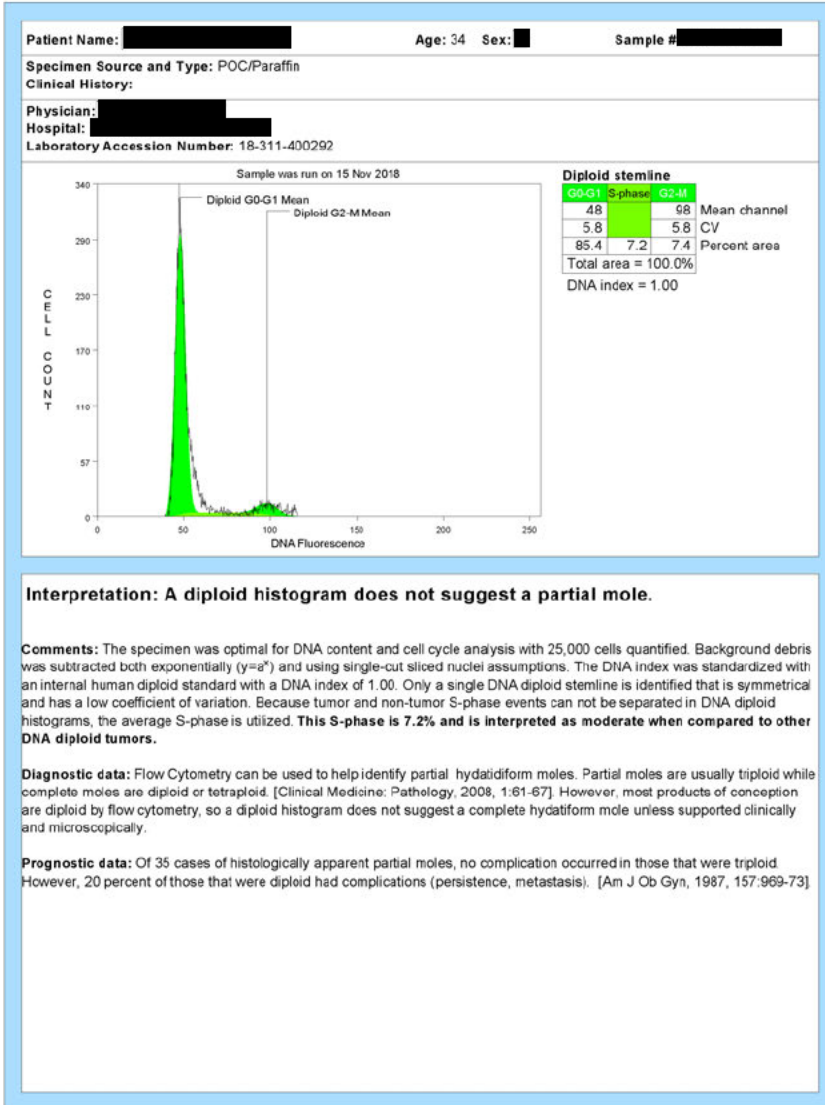 Patient Name:
Age: 34 Sex: Sample #
Specimen Source and Type: POC/Paraffin
Clinical History:
Physician:
Hospital:
Laboratory Accession Number: 18-311-400292
Sample was run on 15 Nov 2018
340
290
230
170
110
57
0
CELL COUNT
Diploid G0-G1 Mean
Diploid G2-M Mean
0 50 100 150 200 250
DNA Fluorescence
Diploid stemline
G0-G1 S-phase G2-M
48 98 Mean channel
5.8 5.8 CV
85.4 7.2 7.4 Percent area
Total area = 100.0%
DNA index = 1.00
Interpretation: A diploid histogram does not suggest a partial mole.
Comments: The specimen was optimal for DNA content and cell cycle analysis with 25,000 cells quantified. Background debris
was subtracted both exponentially (y=aˣ) and using single-cut sliced nuclei assumptions. The DNA index was standardized with
an internal human diploid standard with a DNA index of 1.00. Only a single DNA diploid stemline is identified that is symmetrical
and has a low coefficient of variation. Because tumor and non-tumor S-phase events can not be separated in DNA diploid
histograms, the average S-phase is utilized. This S-phase is 7.2% and is interpreted as moderate when compared to other
DNA diploid tumors.
Diagnostic data: Flow Cytometry can be used to help identify partial hydatidiform moles. Partial moles are usually triploid while
complete moles are diploid or tetraploid. [Clinical Medicine: Pathology, 2008, 1:61-67]. However, most products of conception
are diploid by flow cytometry, so a diploid histogram does not suggest a complete hydatiform mole unless supported clinically
and microscopically.
Prognostic data: Of 35 cases of histologically apparent partial moles, no complication occurred in those that were triploid.
However, 20 percent of those that were diploid had complications (persistence, metastasis). [Am J Ob Gyn, 1987, 157:969-73]